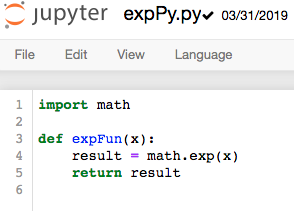 jupyter expPy.py✔ 03/31/2019
File Edit View Language
1 import math
2
3 def expFun(x):
4     result = math.exp(x)
5     return result
6